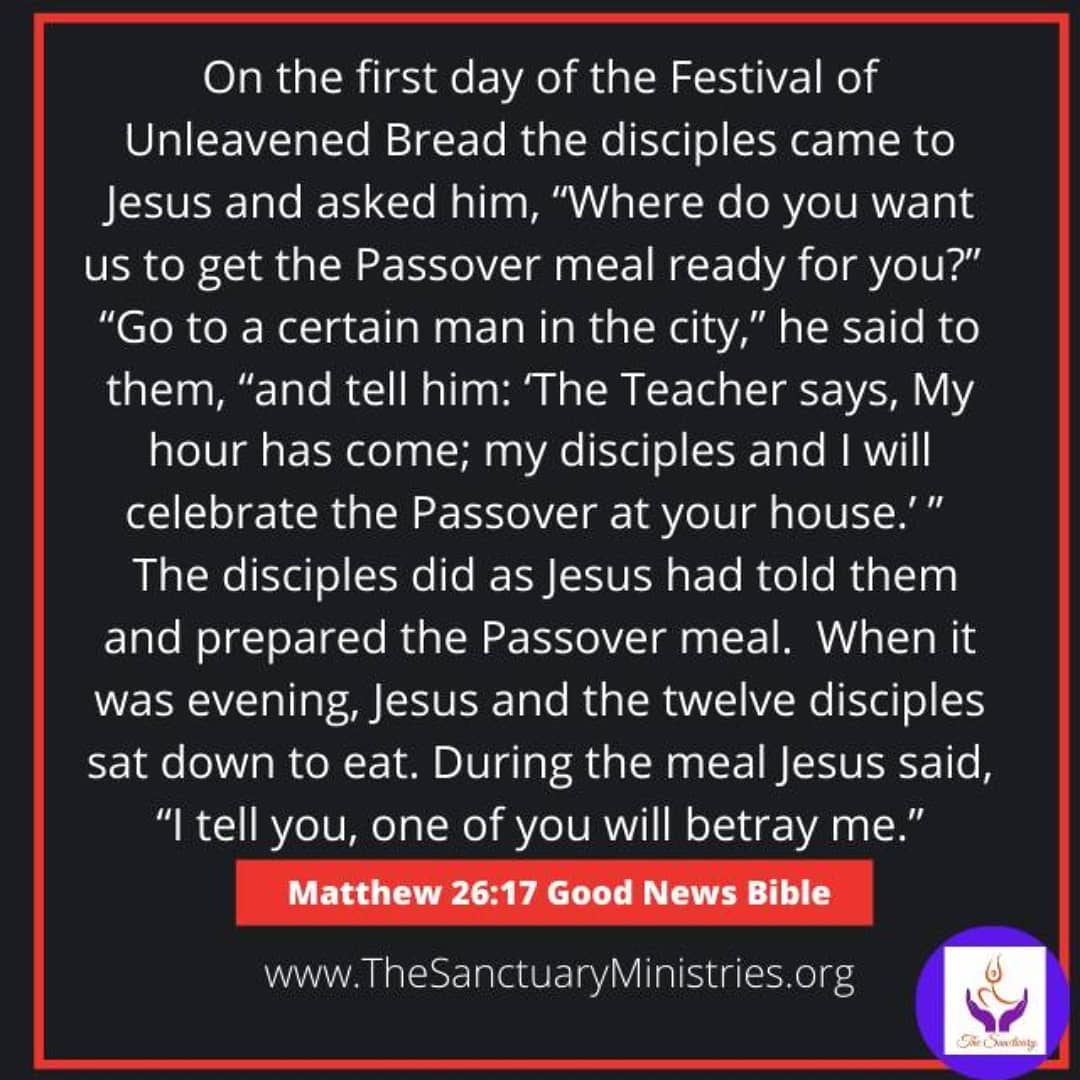 On the first day of the Festival of
Unleavened Bread the disciples came to
Jesus and asked him, “Where do you want
us to get the Passover meal ready for you?”
“Go to a certain man in the city,” he said to
them, “and tell him: ‘The Teacher says, My
hour has come; my disciples and I will
celebrate the Passover at your house.’ ”
The disciples did as Jesus had told them
and prepared the Passover meal.  When it
was evening, Jesus and the twelve disciples
sat down to eat. During the meal Jesus said,
“I tell you, one of you will betray me.”
Matthew 26:17 Good News Bible
www.TheSanctuaryMinistries.org
The Sanctuary